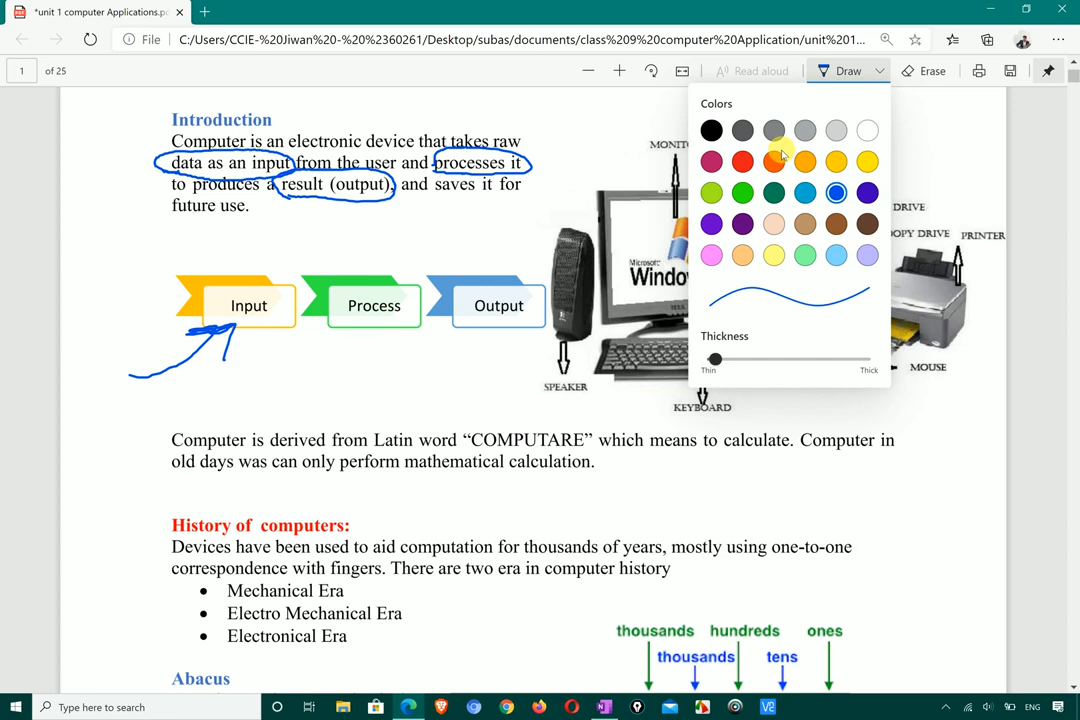 *unit 1 computer Applications.pc
File
C:/Users/CCIE-%20Jiwan%20-%20%2360261/Desktop/subas/documents/class%209%20computer%20Application/unit%201...
1 of 25
Read aloud
Draw
Erase
Introduction
Computer is an electronic device that takes raw
data as an input from the user and processes it
to produces a result (output), and saves it for
future use.
Input
Process
Output
MONIT
Microsoft
Windo
SPEAKER
KEYBOARD
DRIVE
OPY DRIVE
PRINTER
MOUSE
Colors
Thickness
Thin
Thick
Computer is derived from Latin word “COMPUTARE” which means to calculate. Computer in
old days was can only perform mathematical calculation.
History of computers:
Devices have been used to aid computation for thousands of years, mostly using one-to-one
correspondence with fingers. There are two era in computer history
• Mechanical Era
• Electro Mechanical Era
• Electronical Era
thousands hundreds ones
thousands tens
Abacus
Type here to search
ENG